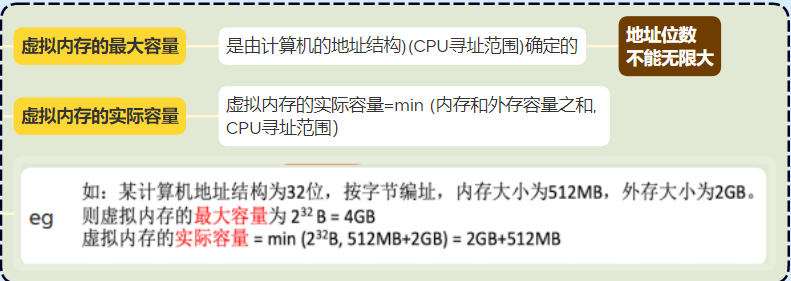 虚拟内存的最大容量
是由计算机的地址结构)(CPU寻址范围)确定的
地址位数
不能无限大
虚拟内存的实际容量
虚拟内存的实际容量=min (内存和外存容量之和,
CPU寻址范围)
eg
如：某计算机地址结构为32位，按字节编址，内存大小为512MB，外存大小为2GB。
则虚拟内存的最大容量为 2³² B = 4GB
虚拟内存的实际容量 = min (2³²B, 512MB+2GB) = 2GB+512MB